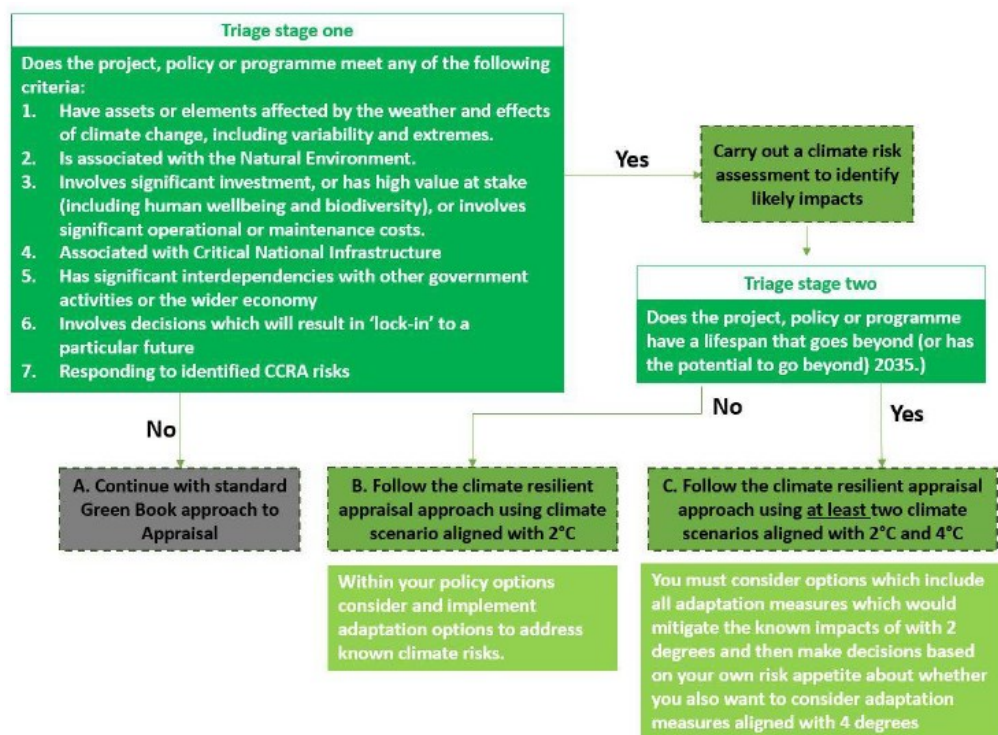 Triage stage one
Does the project, policy or programme meet any of the following
criteria:
1. Have assets or elements affected by the weather and effects
of climate change, including variability and extremes.
2. Is associated with the Natural Environment.
3. Involves significant investment, or has high value at stake
(including human wellbeing and biodiversity), or involves
significant operational or maintenance costs.
4. Associated with Critical National Infrastructure
5. Has significant interdependencies with other government
activities or the wider economy
6. Involves decisions which will result in ‘lock-in’ to a
particular future
7. Responding to identified CCRA risks
Yes
Carry out a climate risk
assessment to identify
likely impacts
Triage stage two
Does the project, policy or programme
have a lifespan that goes beyond (or has
the potential to go beyond) 2035.)
No
No
Yes
A. Continue with standard
Green Book approach to
Appraisal
B. Follow the climate resilient
appraisal approach using climate
scenario aligned with 2°C
C. Follow the climate resilient appraisal
approach using at least two climate
scenarios aligned with 2°C and 4°C
Within your policy options
consider and implement
adaptation options to address
known climate risks.
You must consider options which include
all adaptation measures which would
mitigate the known impacts of with 2
degrees and then make decisions based
on your own risk appetite about whether
you also want to consider adaptation
measures aligned with 4 degrees